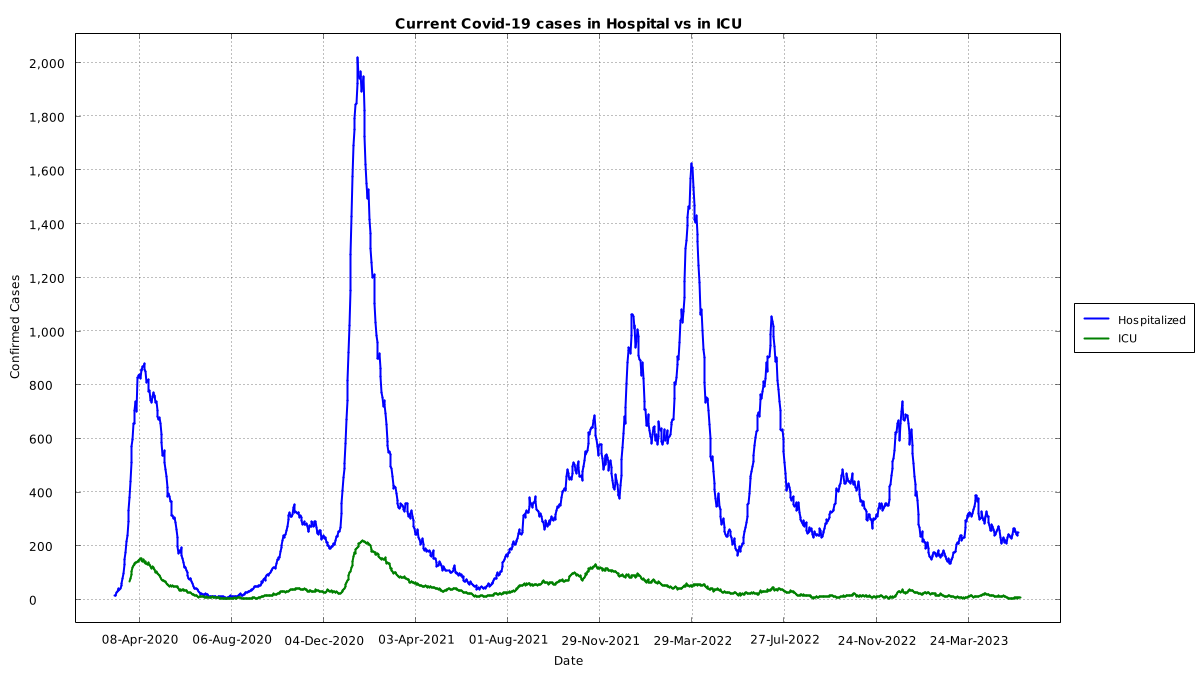 Current Covid-19 cases in Hospital vs in ICU
2,000
1,800
1,600
1,400
1,200
1,000
800
600
400
200
0
Confirmed Cases
08-Apr-2020 06-Aug-2020 04-Dec-2020 03-Apr-2021 01-Aug-2021 29-Nov-2021 29-Mar-2022 27-Jul-2022 24-Nov-2022 24-Mar-2023
Date
Hospitalized
ICU